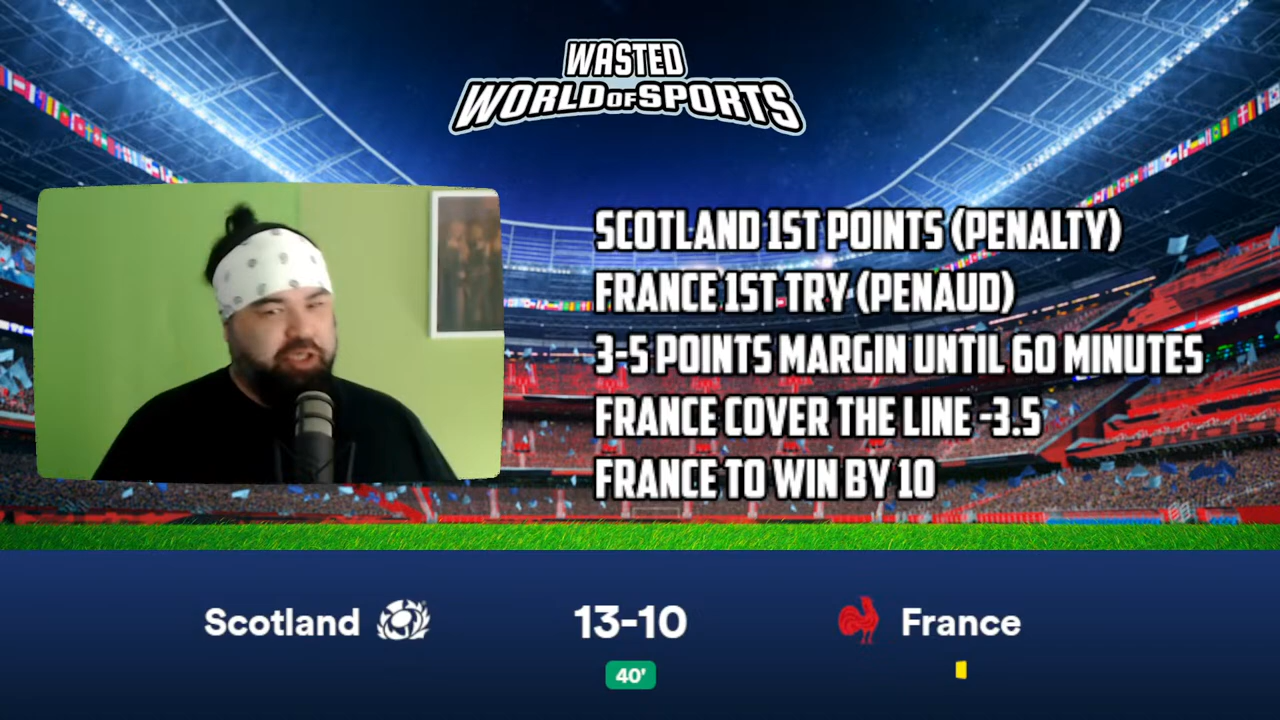 WASTED
WORLD OF SPORTS
SCOTLAND 1ST POINTS (PENALTY)
FRANCE 1ST TRY (PENAUD)
3-5 POINTS MARGIN UNTIL 60 MINUTES
FRANCE COVER THE LINE -3.5
FRANCE TO WIN BY 10
Scotland 13-10 France
40'